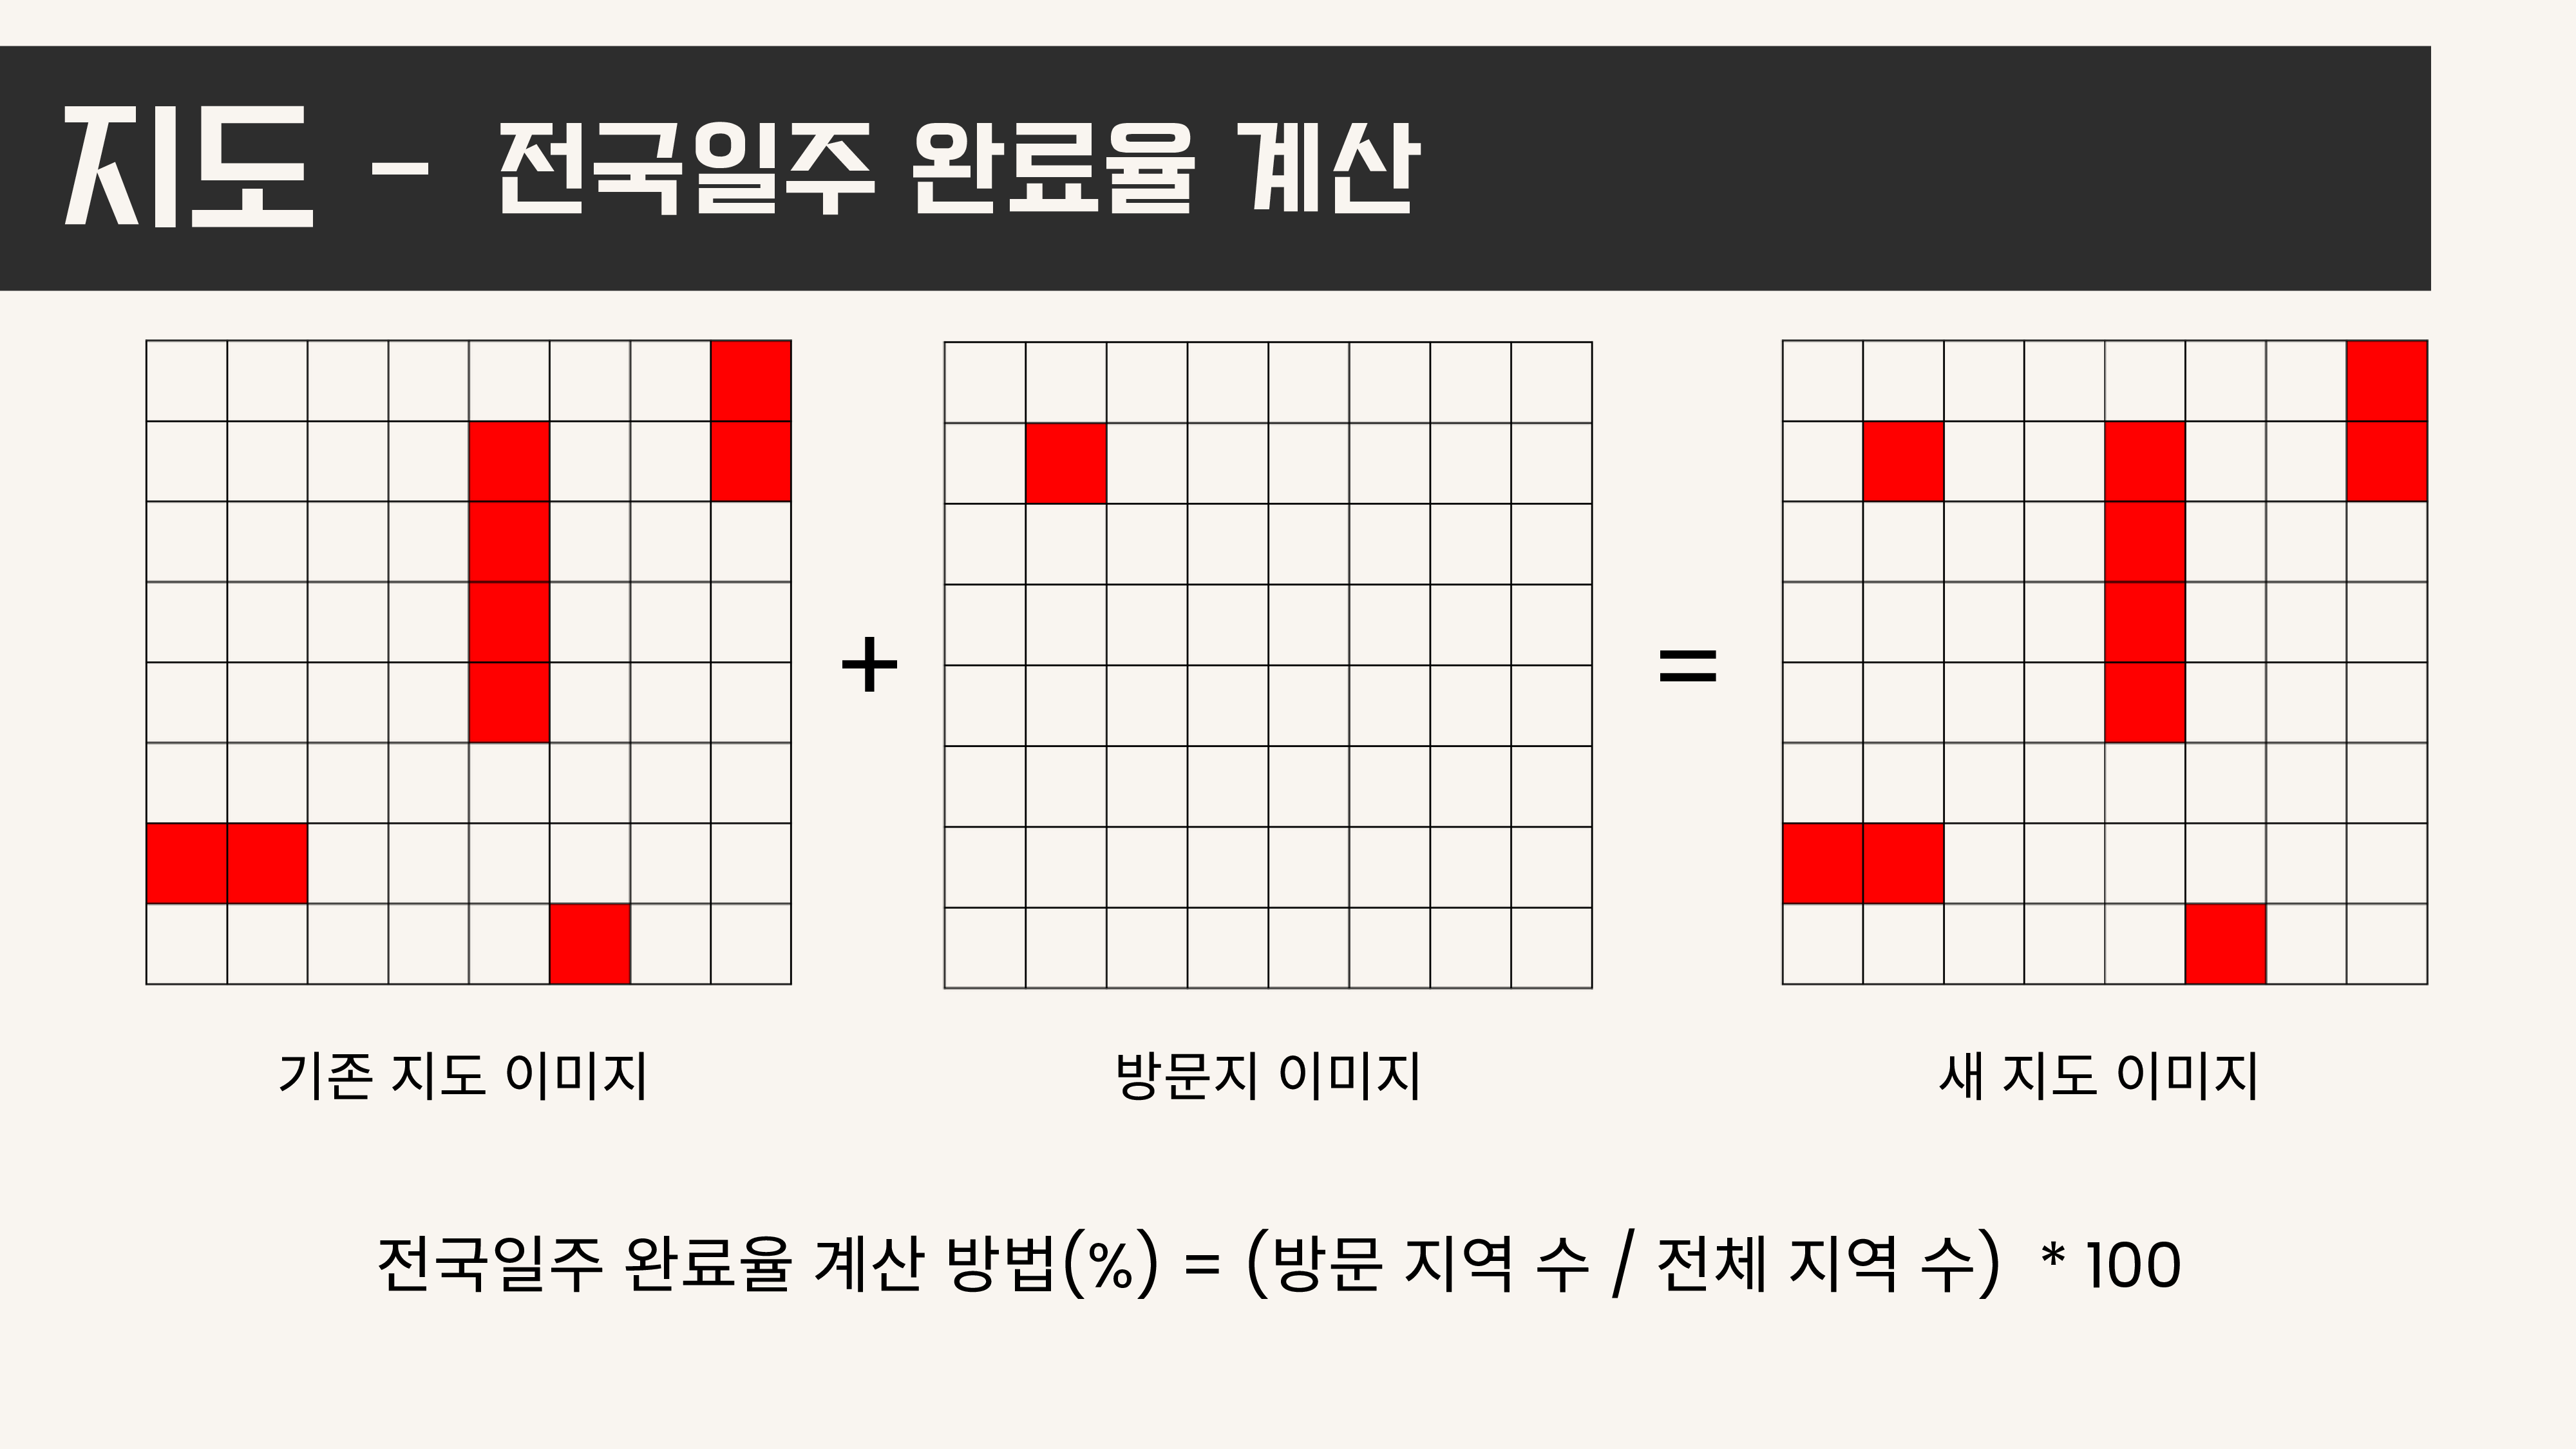 지도 - 전국일주 완료율 계산
+
=
기존 지도 이미지
방문지 이미지
새 지도 이미지
전국일주 완료율 계산 방법(%) = (방문 지역 수 / 전체 지역 수) * 100